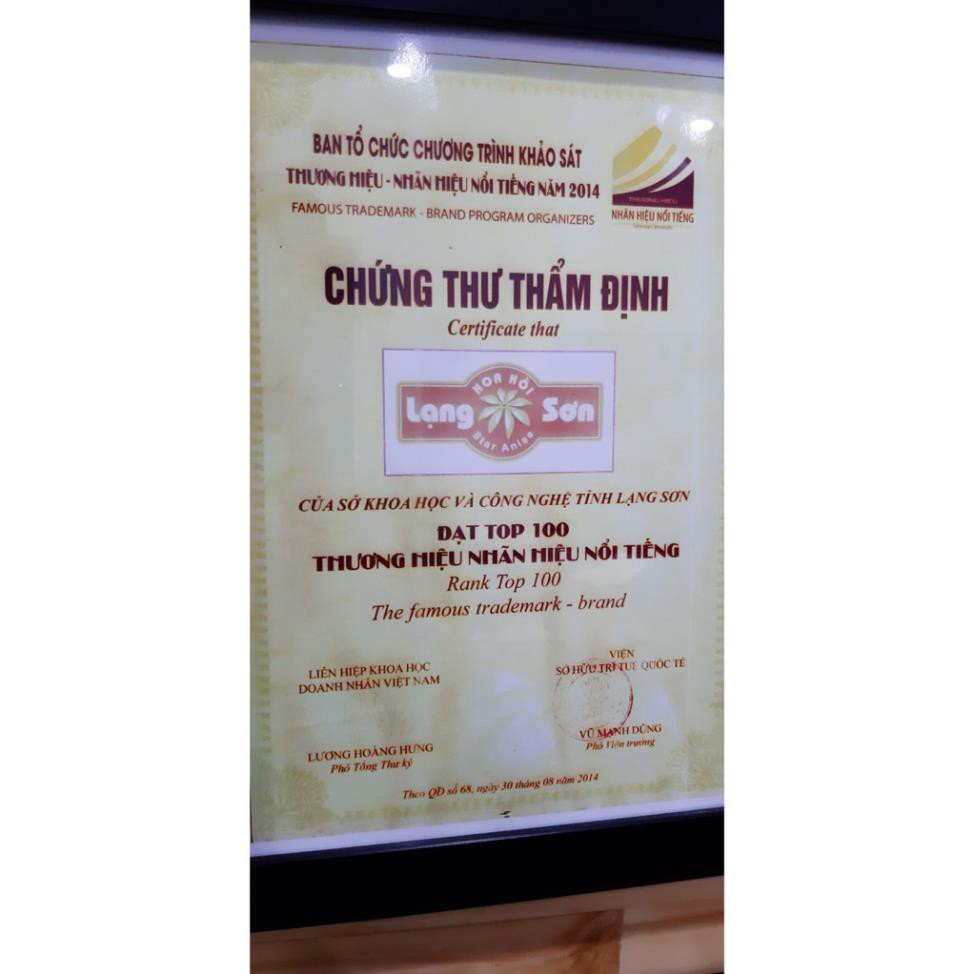 BAN TỔ CHỨC CHƯƠNG TRÌNH KHẢO SÁT
THƯƠNG HIỆU - NHÃN HIỆU NỔI TIẾNG NĂM 2014
FAMOUS TRADEMARK - BRAND PROGRAM ORGANIZERS
THƯƠNG HIỆU
NHÃN HIỆU NỔI TIẾNG
CHỨNG THƯ THẨM ĐỊNH
Certificate that
HOA HỒI
Lạng Sơn
Star Anise
CỦA SỞ KHOA HỌC VÀ CÔNG NGHỆ TỈNH LẠNG SƠN
ĐẠT TOP 100
THƯƠNG HIỆU NHÃN HIỆU NỔI TIẾNG
Rank Top 100
The famous trademark - brand
LIÊN HIỆP KHOA HỌC
DOANH NHÂN VIỆT NAM
VIỆN
SỞ HỮU TRÍ TUỆ QUỐC TẾ
LƯƠNG HOÀNG HƯNG
Phó Tổng Thư ký
VŨ MẠNH DŨNG
Phó Viện trưởng
Theo QĐ số 68, ngày 30 tháng 08 năm 2014